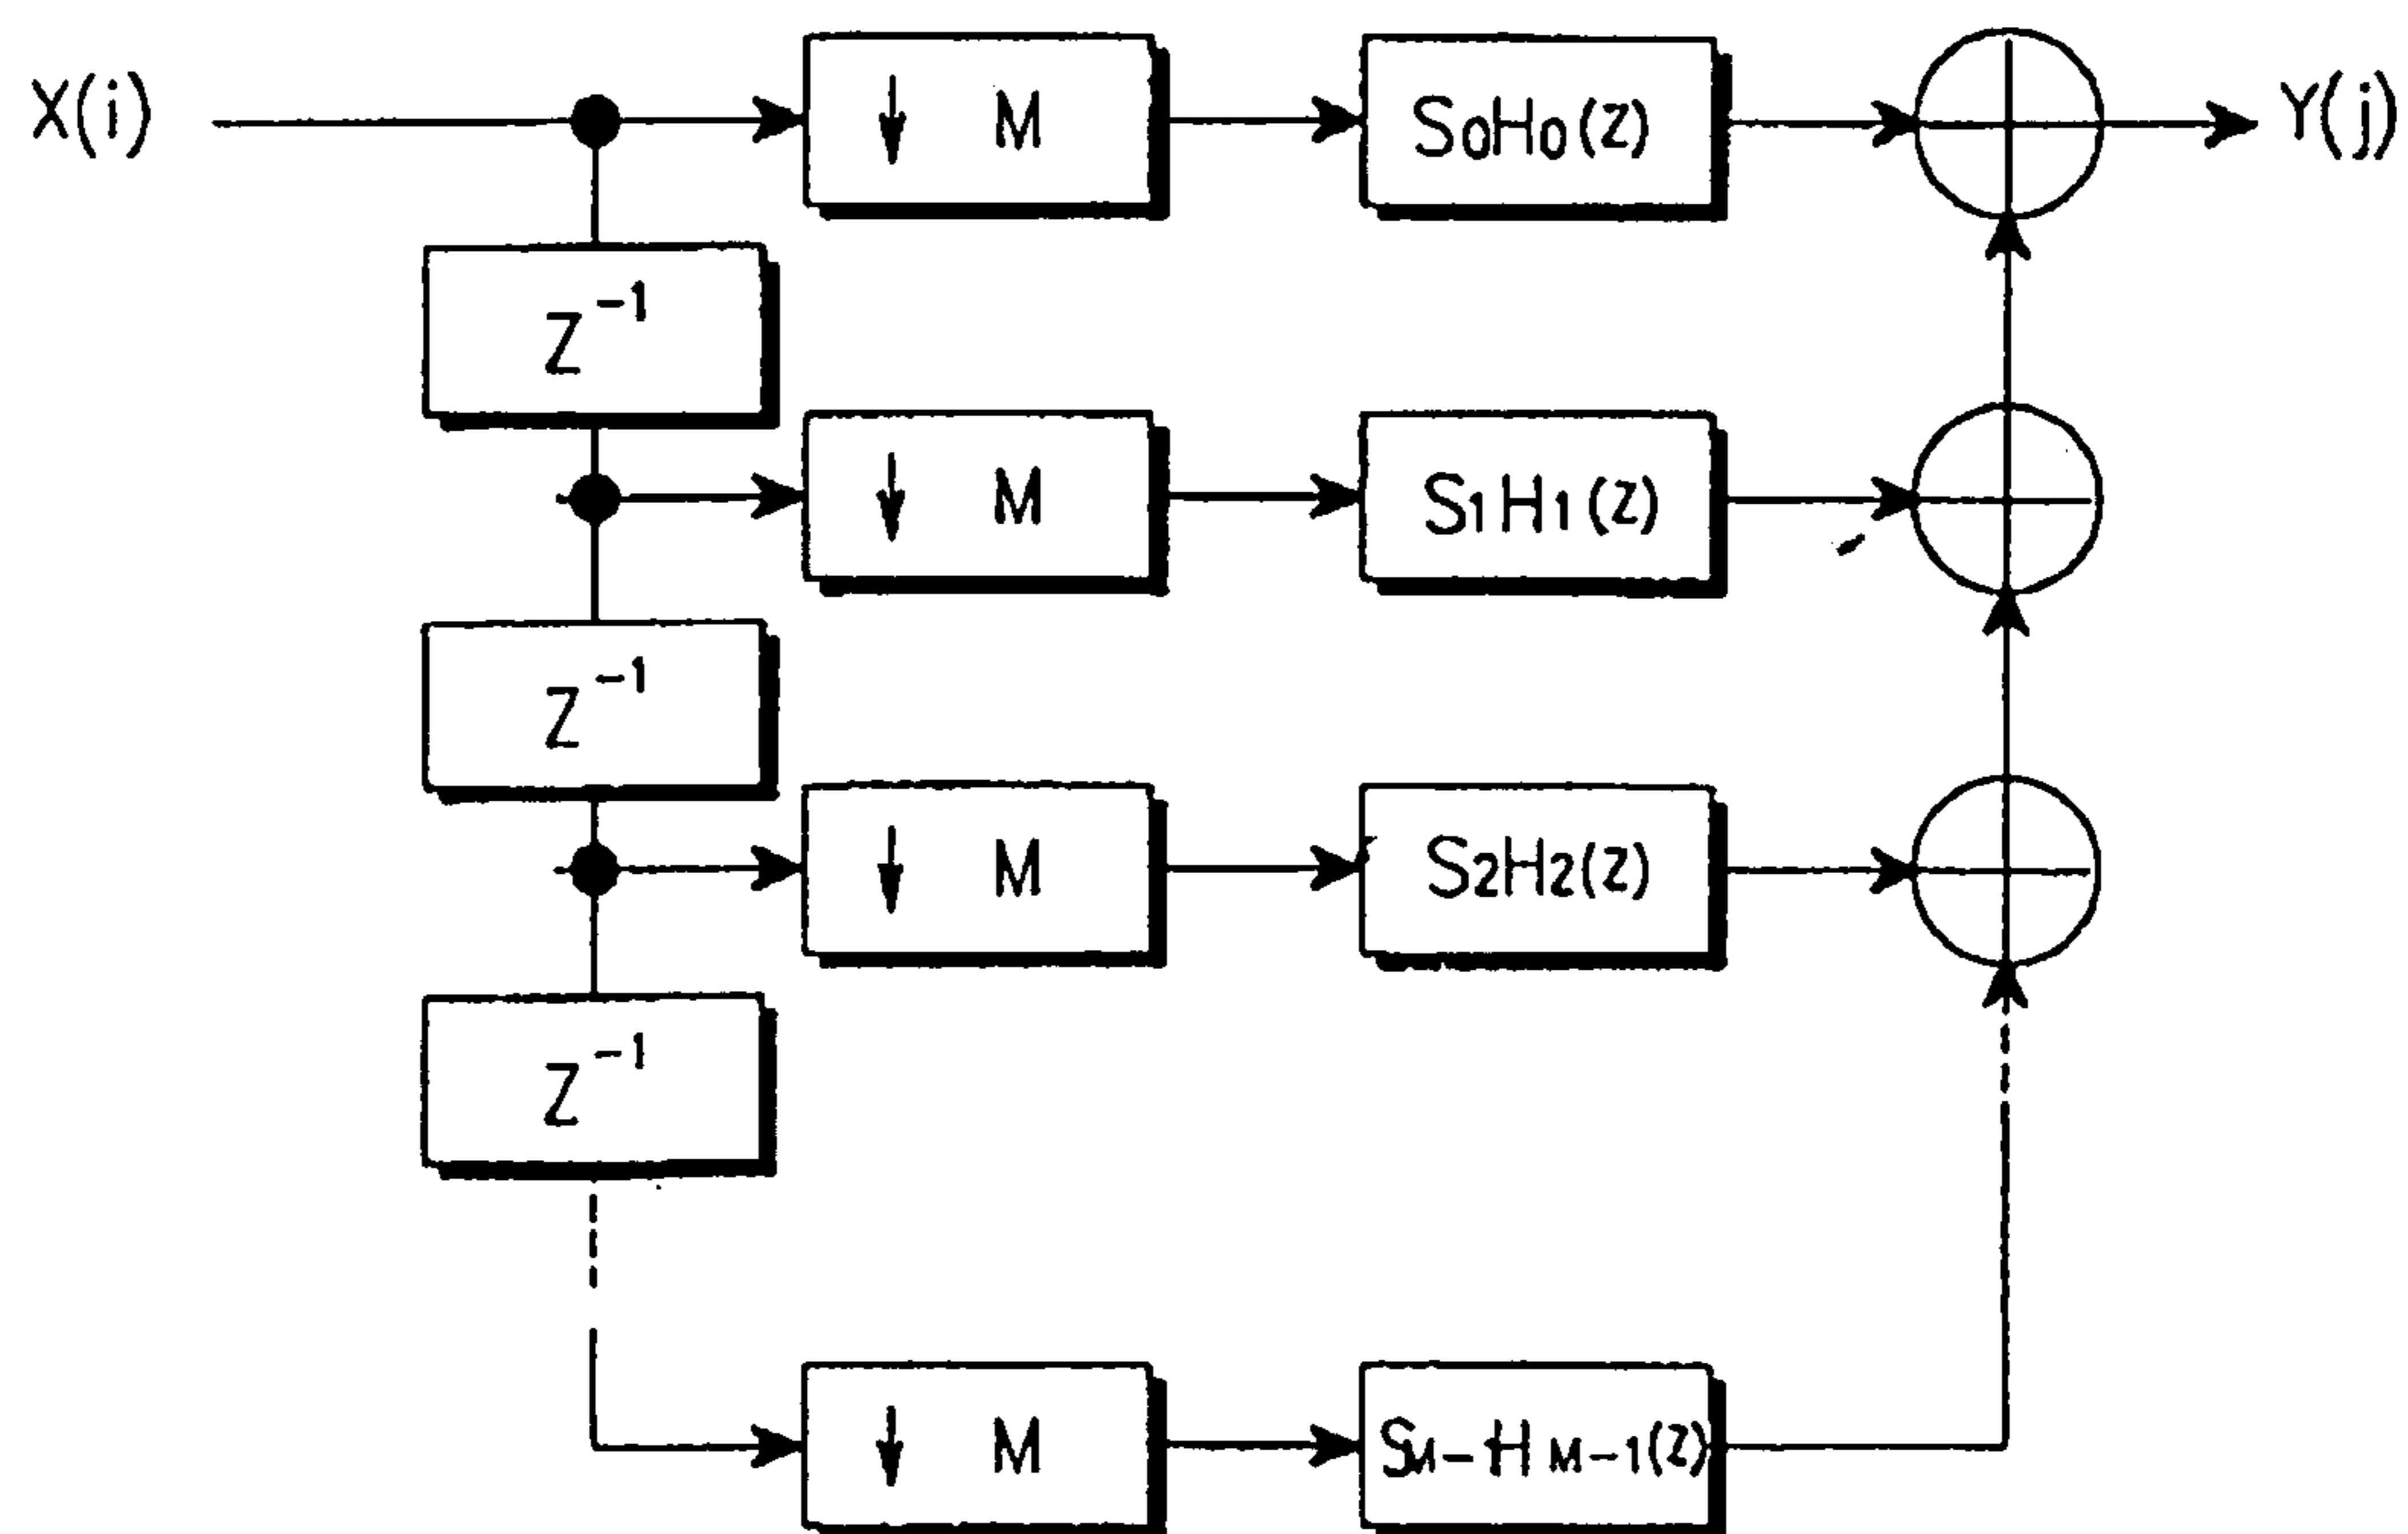 X(i)
↓ M
S0H0(Z)
Y(j)
Z-1
↓ M
S1H1(Z)
Z-1
↓ M
S2H2(Z)
Z-1
↓ M
SM-1HM-1(Z)